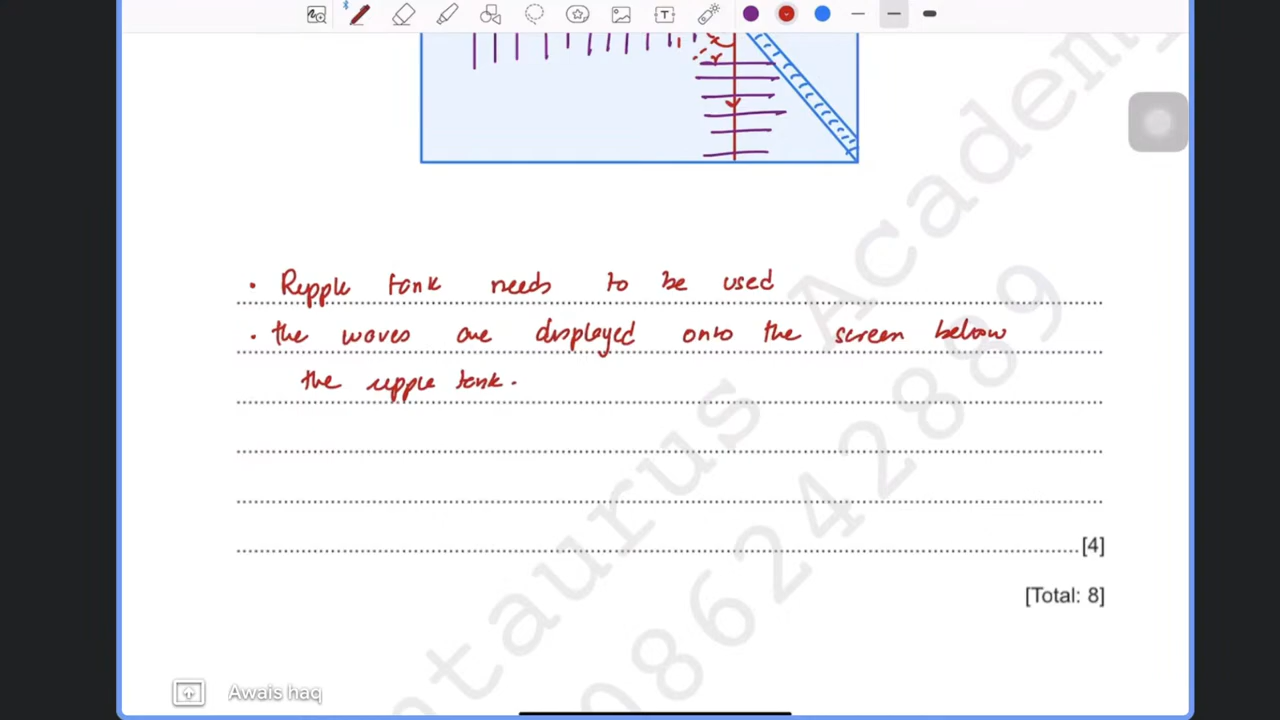 • Ripple tank needs to be used
• the waves are displayed onto the screen below
the ripple tank.
[4]
[Total: 8]
Awais haq